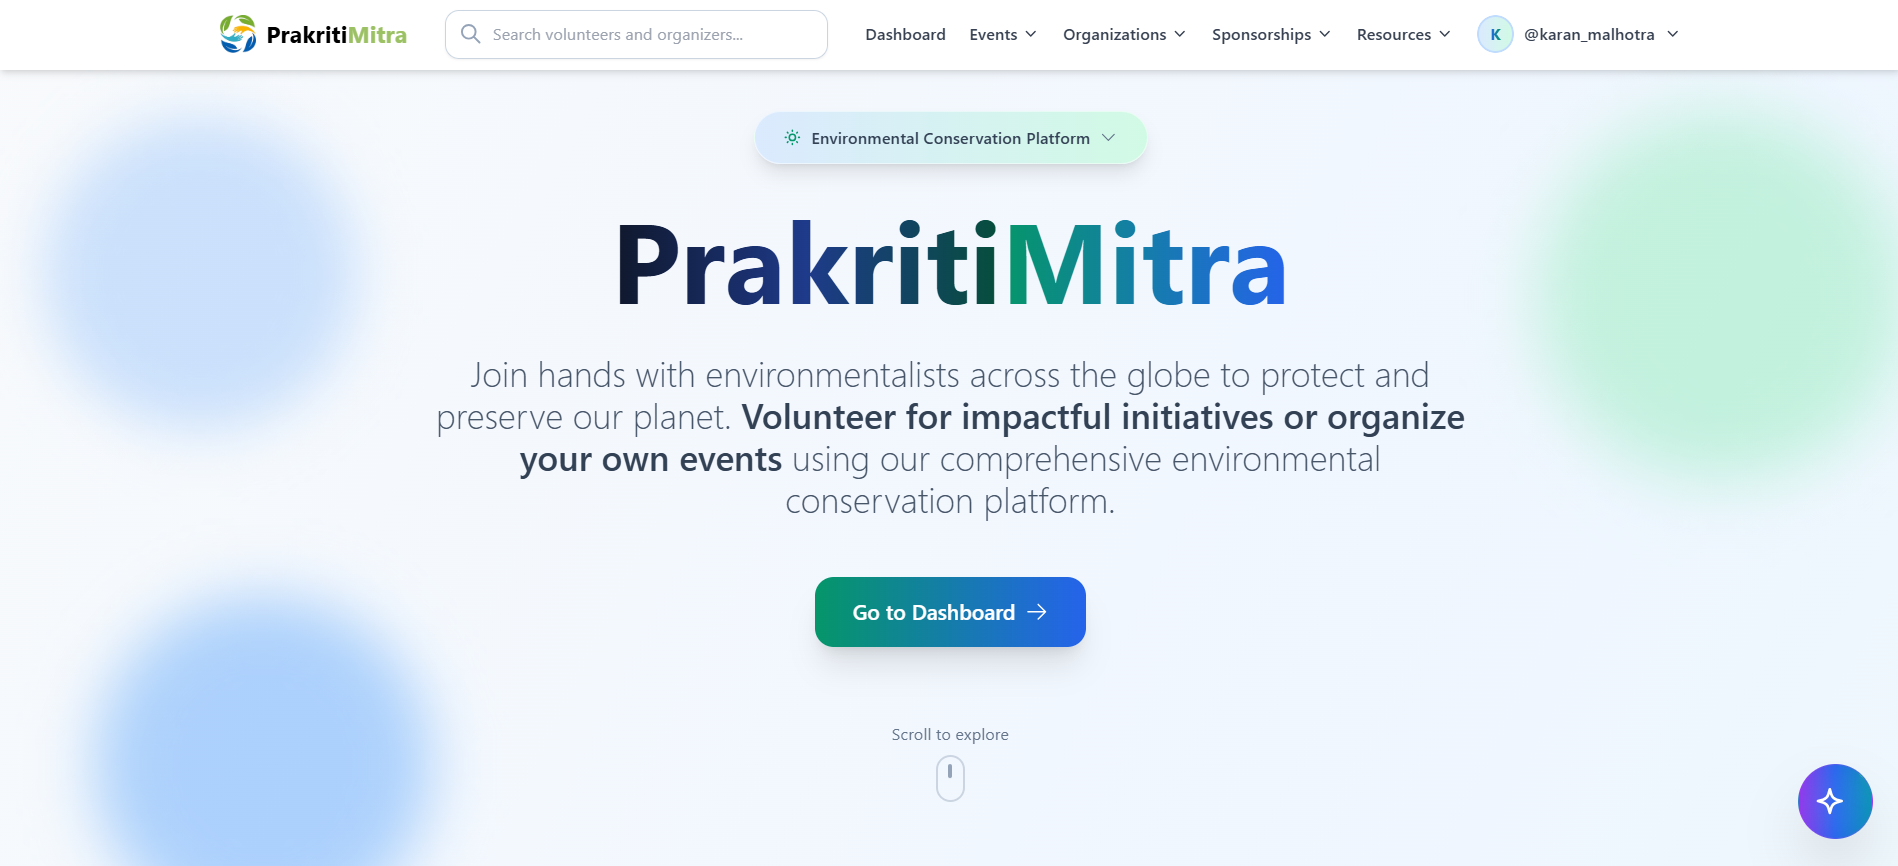 PrakritiMitra
Search volunteers and organizers...
Dashboard
Events
Organizations
Sponsorships
Resources
K
@karan_malhotra
Environmental Conservation Platform
PrakritiMitra
Join hands with environmentalists across the globe to protect and
preserve our planet. Volunteer for impactful initiatives or organize
your own events using our comprehensive environmental
conservation platform.
Go to Dashboard
Scroll to explore